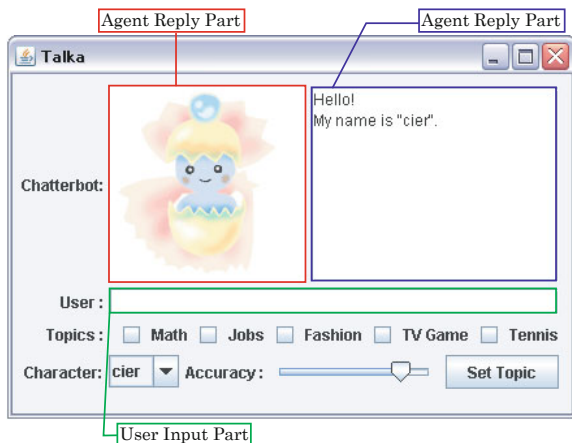 Agent Reply Part
Agent Reply Part
Talka
Chatterbot:
Hello!
My name is "cier".
User :
Topics : Math Jobs Fashion TV Game Tennis
Character: cier Accuracy : Set Topic
User Input Part